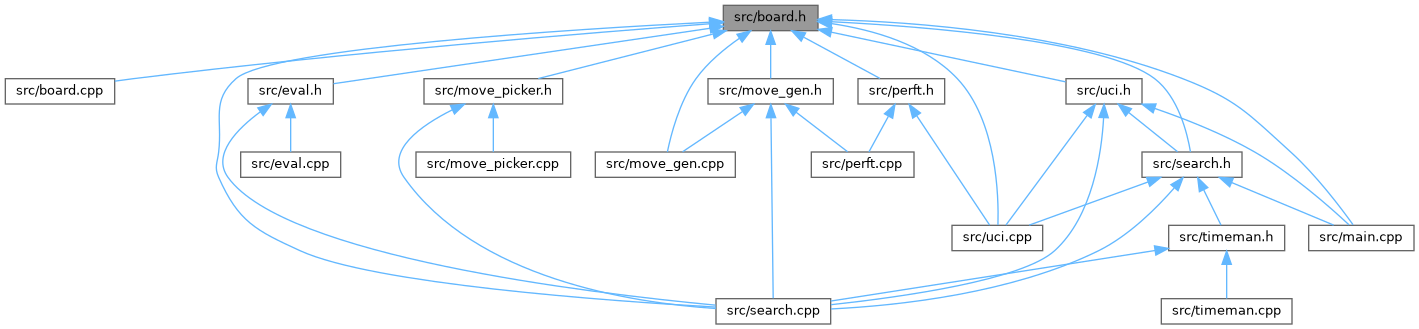 src/board.h
src/board.cpp
src/eval.h
src/move_picker.h
src/move_gen.h
src/perft.h
src/uci.h
src/eval.cpp
src/move_picker.cpp
src/move_gen.cpp
src/perft.cpp
src/search.h
src/uci.cpp
src/timeman.h
src/main.cpp
src/search.cpp
src/timeman.cpp